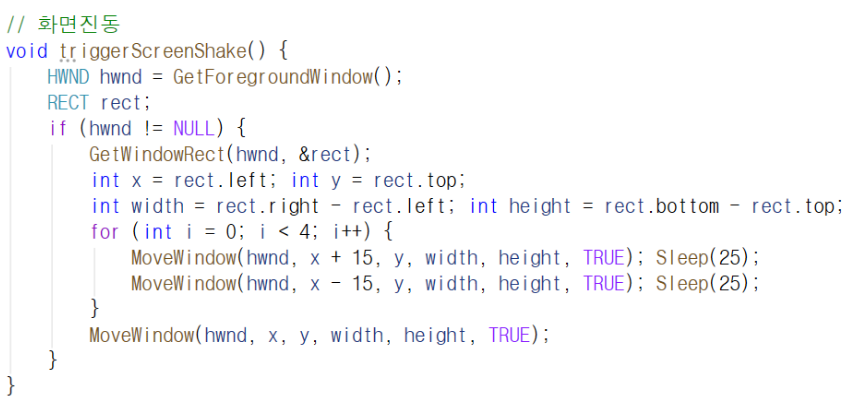 // 화면진동
void triggerScreenShake() {
    HWND hwnd = GetForegroundWindow();
    RECT rect;
    if (hwnd != NULL) {
        GetWindowRect(hwnd, &rect);
        int x = rect.left; int y = rect.top;
        int width = rect.right - rect.left; int height = rect.bottom - rect.top;
        for (int i = 0; i < 4; i++) {
            MoveWindow(hwnd, x + 15, y, width, height, TRUE); Sleep(25);
            MoveWindow(hwnd, x - 15, y, width, height, TRUE); Sleep(25);
        }
        MoveWindow(hwnd, x, y, width, height, TRUE);
    }
}